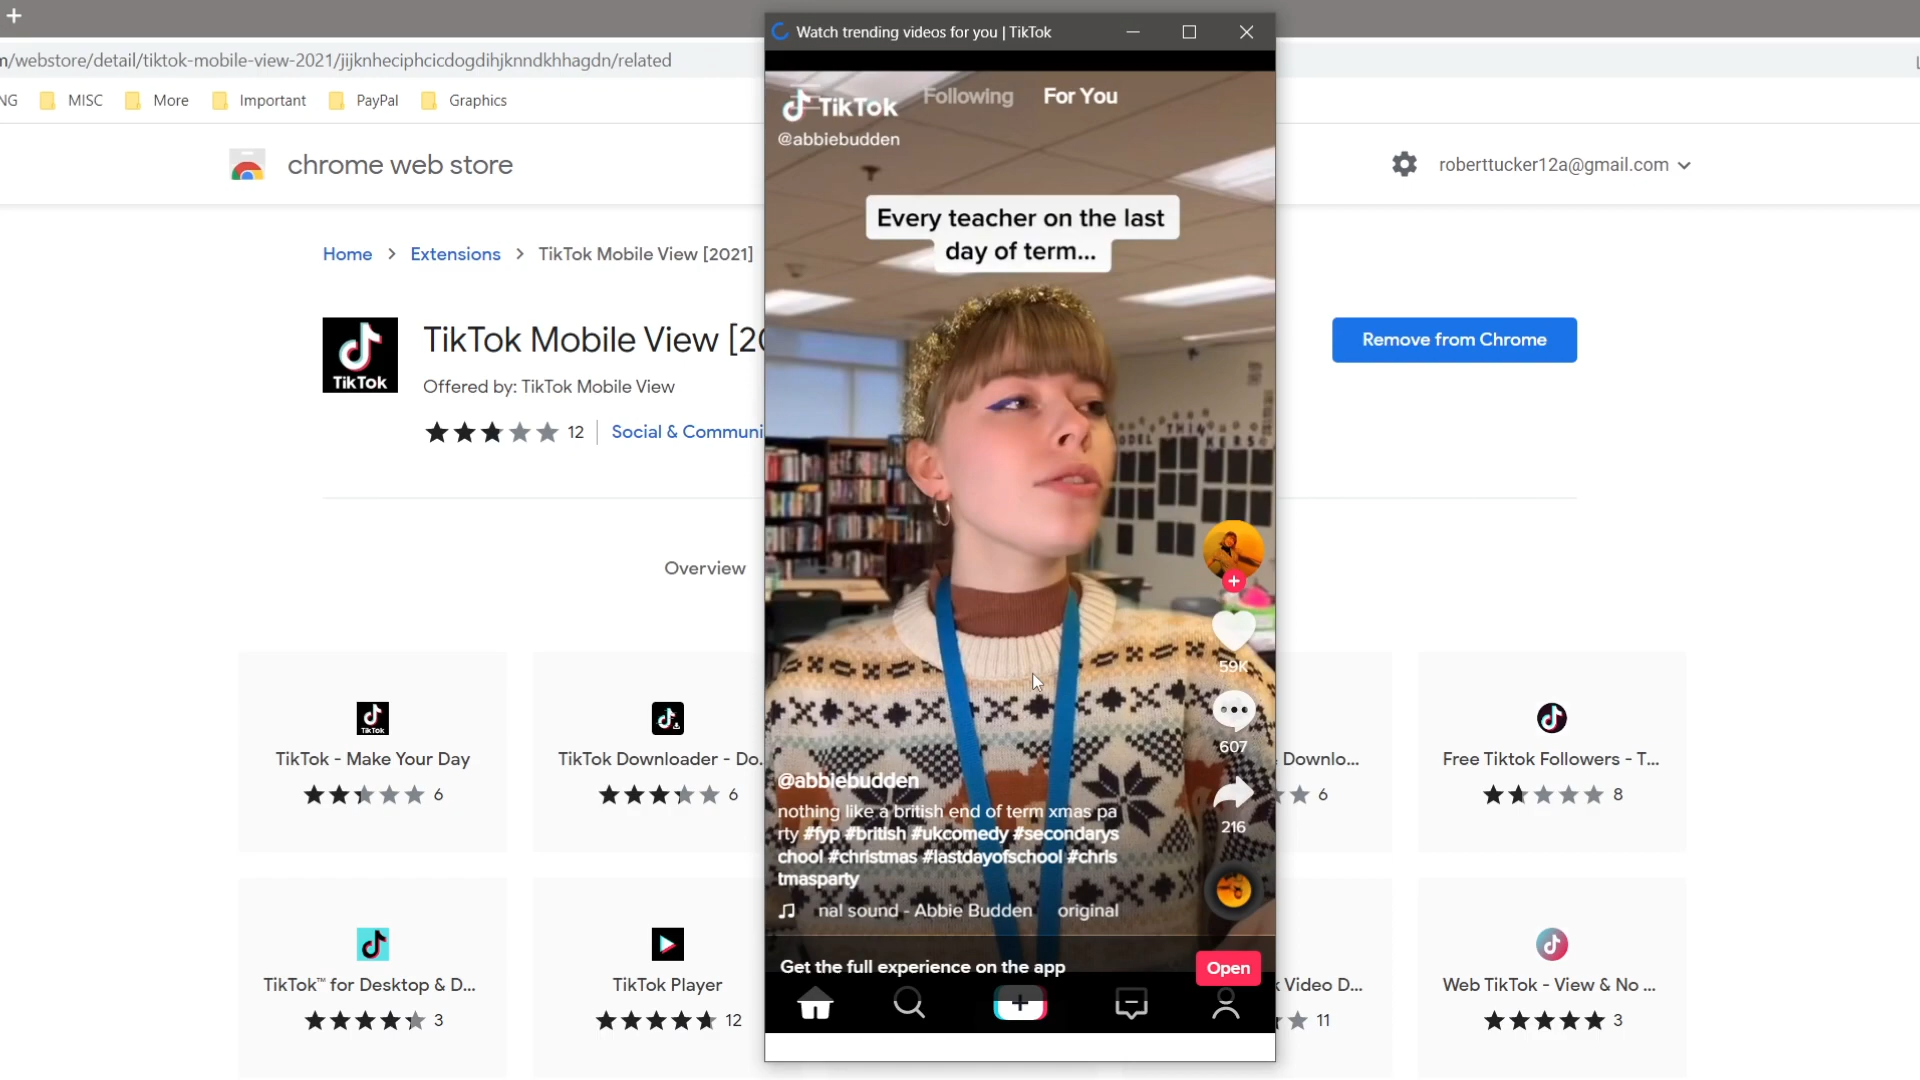 m/webstore/detail/tiktok-mobile-view-2021/jijknheciphcicdogdihjknndkhhagdn/related
NG MISC More Important PayPal Graphics
chrome web store
roberttucker12a@gmail.com
Home > Extensions > TikTok Mobile View [2021]
TikTok
TikTok Mobile View [20
Offered by: TikTok Mobile View
12
Social & Communi
Remove from Chrome
Overview
TikTok
TikTok - Make Your Day
6
TikTok Downloader - Do.
6
& Downlo...
6
Free Tiktok Followers - T...
8
TikTok™ for Desktop & D...
3
TikTok Player
12
k Video D...
11
Web TikTok - View & No ...
3
Watch trending videos for you | TikTok
TikTok Following For You
@abbiebudden
Every teacher on the last
day of term...
59K
607
216
@abbiebudden
nothing like a british end of term xmas pa
rty #fyp #british #ukcomedy #secondarys
chool #christmas #lastdayofschool #chris
tmasparty
nal sound - Abbie Budden original
Get the full experience on the app
Open